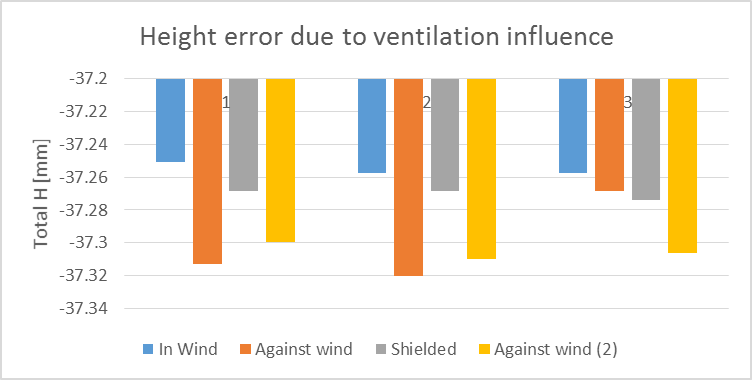 Height error due to ventilation influence
Total H [mm]
-37.2
-37.22
-37.24
-37.26
-37.28
-37.3
-37.32
-37.34
1 2 3
In Wind Against wind Shielded Against wind (2)